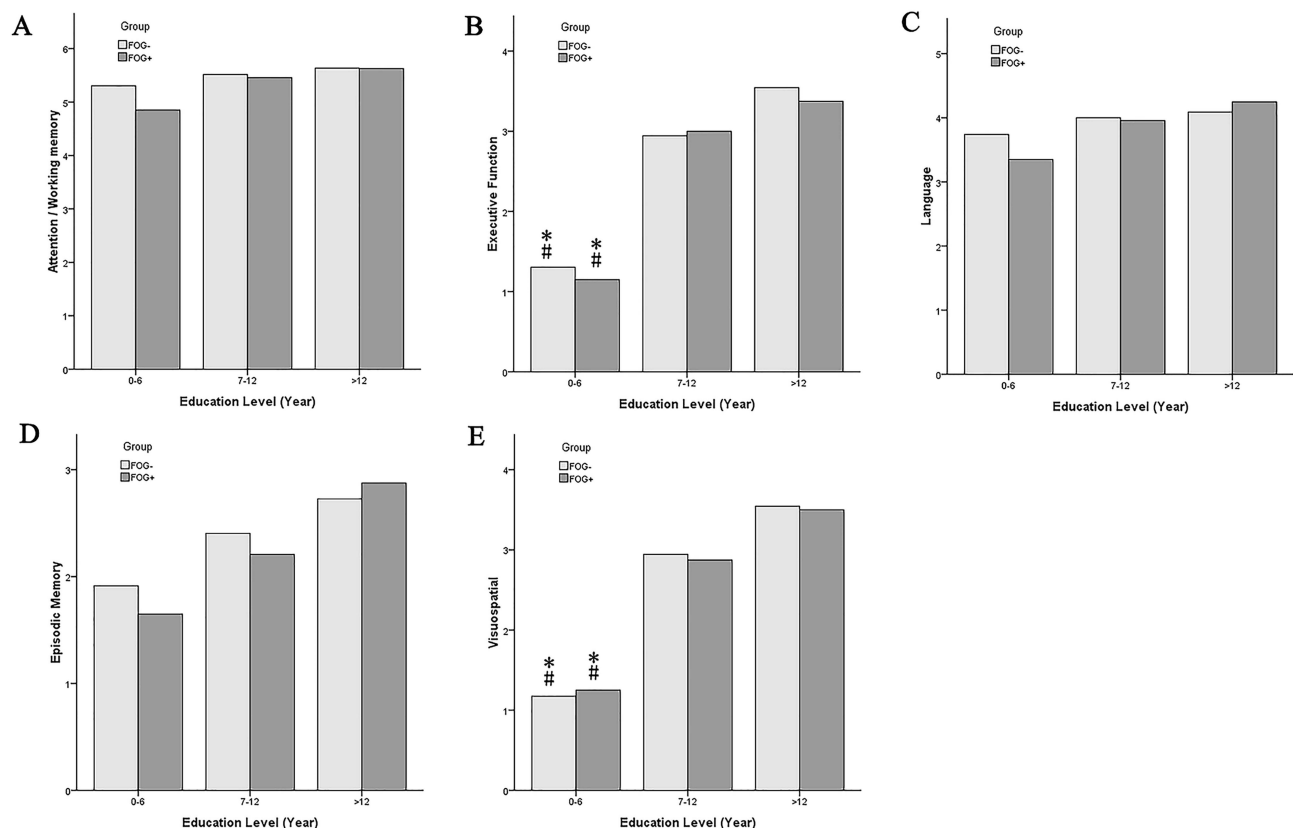 A
Group
FOG-
FOG+
6
5
4
3
2
1
0
Attention / Working memory
0-6
7-12
>12
Education Level (Year)
B
Group
FOG-
FOG+
4
3
2
1
0
Executive Function
*
#
*
#
0-6
7-12
>12
Education Level (Year)
C
Group
FOG-
FOG+
5
4
3
2
1
0
Language
0-6
7-12
>12
Education Level (Year)
D
Group
FOG-
FOG+
3
2
1
0
Episodic Memory
0-6
7-12
>12
Education Level (Year)
E
Group
FOG-
FOG+
4
3
2
1
0
Visuospatial
*
#
*
#
0-6
7-12
>12
Education Level (Year)